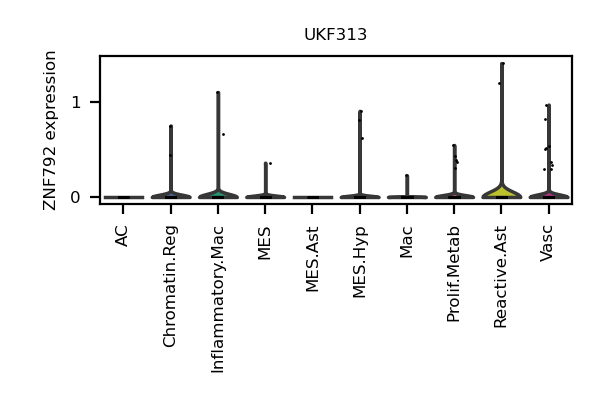 UKF313
ZNF792 expression
1
0
AC
Chromatin.Reg
Inflammatory.Mac
MES
MES.Ast
MES.Hyp
Mac
Prolif.Metab
Reactive.Ast
Vasc